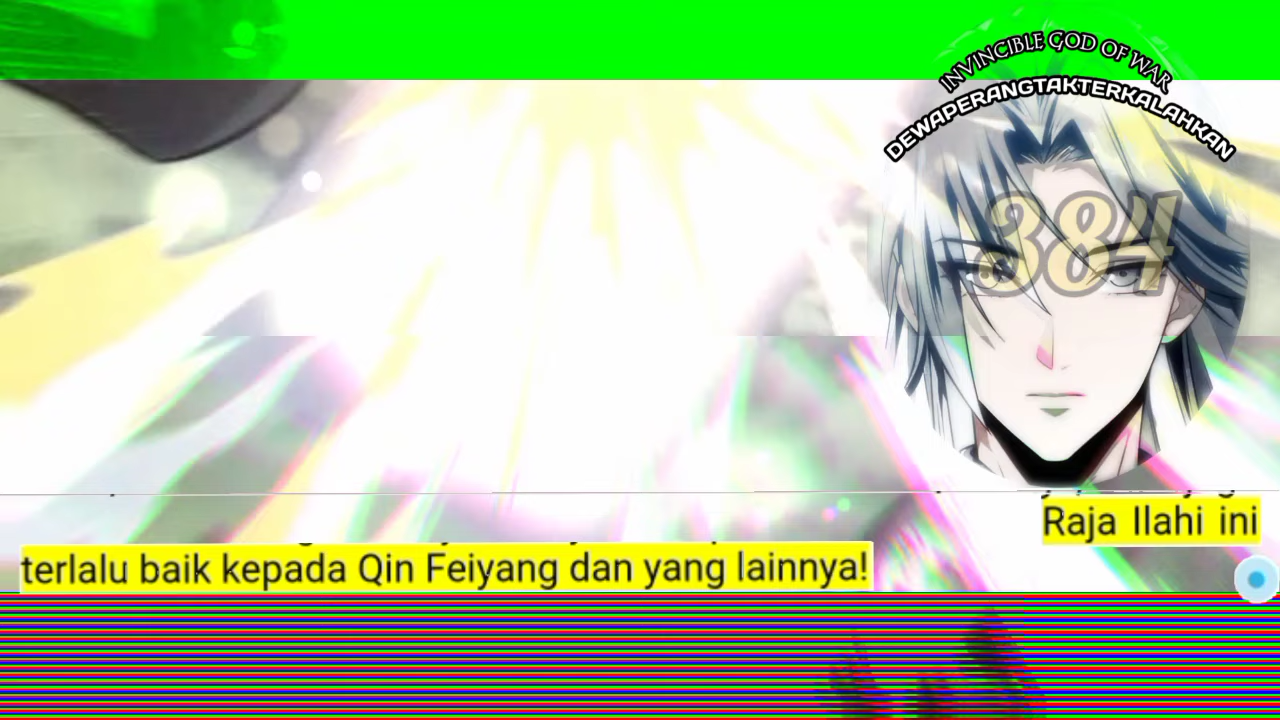 INVINCIBLE GOD OF WAR
DEWAPERANGTAKTERKALAHKAN
384
Raja Ilahi ini
terlalu baik kepada Qin Feiyang dan yang lainnya!